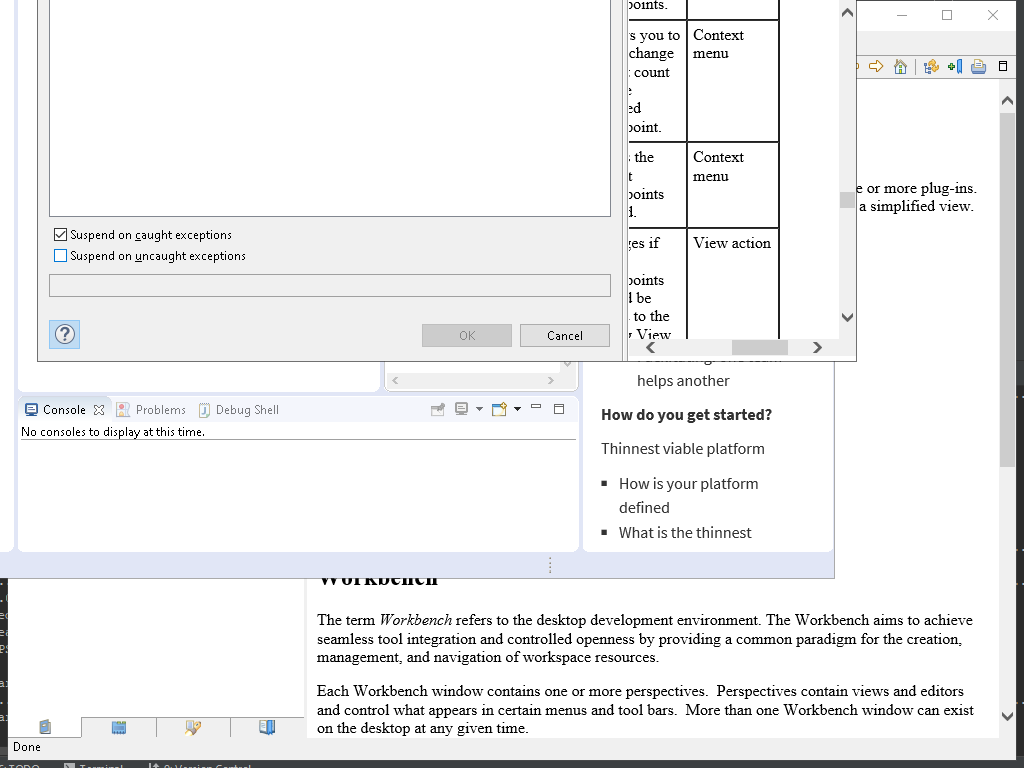 points.
s you to
change
count
ed
point.
Context
menu
s the
t
points
d.
Context
menu
ges if
points
d be
to the
View
View action
e or more plug-ins.
a simplified view.
Suspend on caught exceptions
Suspend on uncaught exceptions
OK
Cancel
helps another
How do you get started?
Thinnest viable platform
▪ How is your platform
defined
▪ What is the thinnest
Console
Problems
Debug Shell
No consoles to display at this time.
Workbench
The term Workbench refers to the desktop development environment. The Workbench aims to achieve
seamless tool integration and controlled openness by providing a common paradigm for the creation,
management, and navigation of workspace resources.
Each Workbench window contains one or more perspectives. Perspectives contain views and editors
and control what appears in certain menus and tool bars. More than one Workbench window can exist
on the desktop at any given time.
Done
TODO
Terminal
9: Version Control